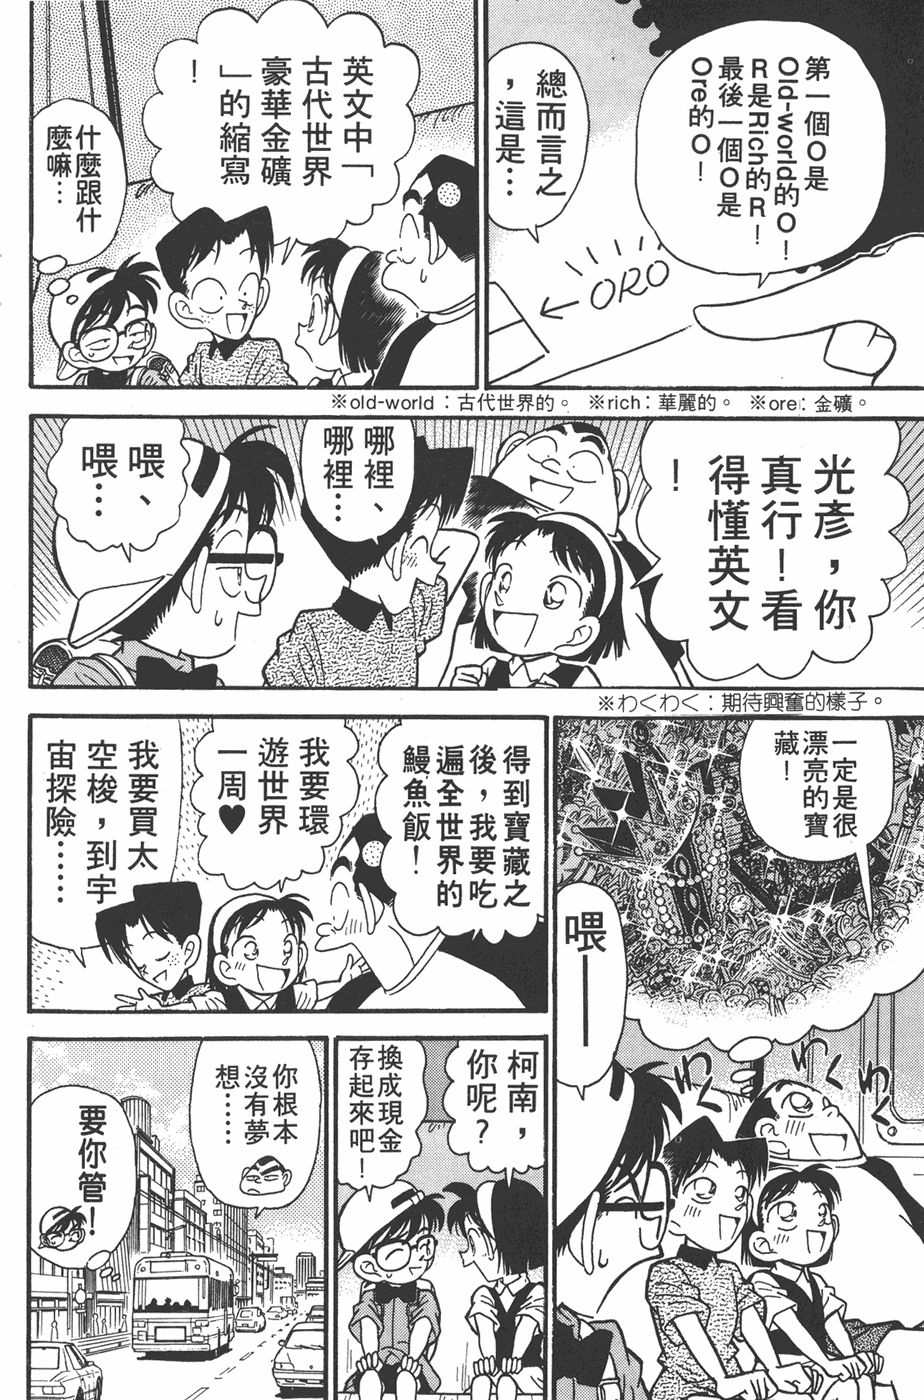 第一個O是
Old-world的O！
R是Rich的R！
最後一個O是
Ore的O！
←ORO
總而言之
，這是…
英文中「
古代世界
豪華金礦
」的縮寫
！
什麼跟什
麼嘛…
※old-world：古代世界的。 ※rich：華麗的。 ※ore：金礦。
光彥，你
真行！看
得懂英文
！
哪裡、
哪裡…
喂、
喂…
※わくわく：期待興奮的樣子。
一定是很
漂亮的寶
藏！
わくわく
わくわく
喂——
得到寶藏之
後，我要吃
遍全世界的
鰻魚飯！
我要環
遊世界
一周♥
我要買太
空梭，到宇
宙探險……
柯南，
你呢？
換成現金
存起來吧！
你根本
沒有夢
想……
要你管！